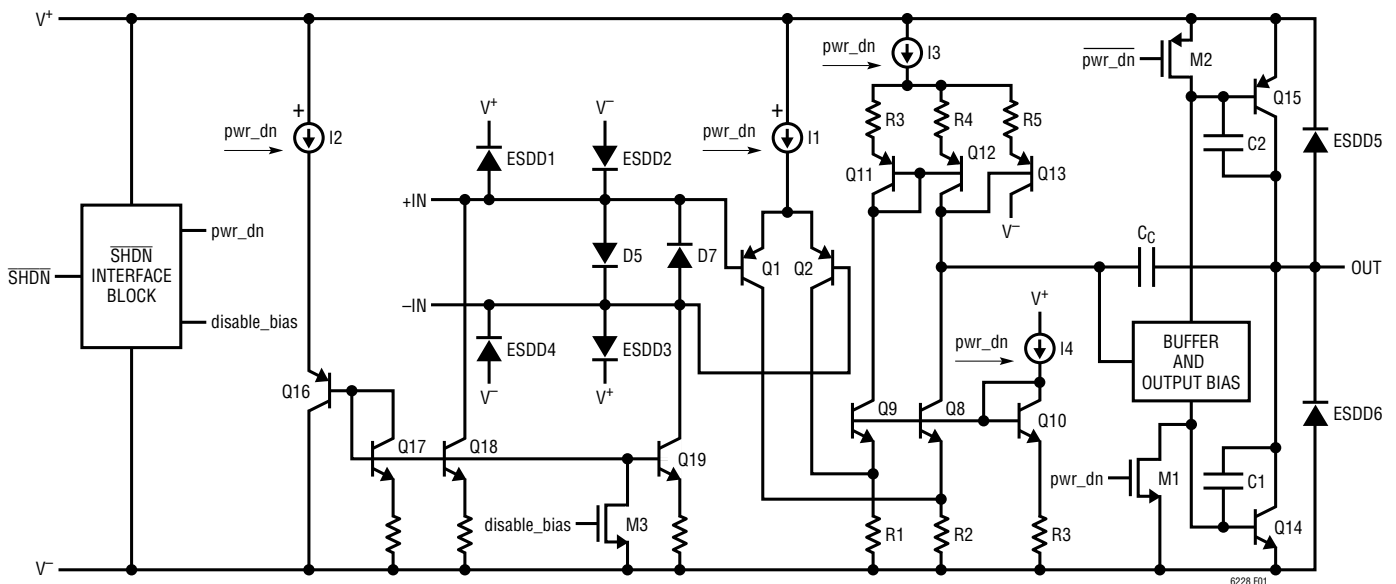 V+
pwr_dn
I3
pwr_dn
M2
R3
R4
R5
Q15
pwr_dn
I2
V+
V–
pwr_dn
I1
C2
ESDD5
ESDD1
ESDD2
Q11
Q12
Q13
+IN
V–
SHDN
INTERFACE
BLOCK
pwr_dn
D5
D7
Q1
Q2
CC
SHDN
OUT
–IN
V+
disable_bias
ESDD4
ESDD3
pwr_dn
I4
BUFFER
AND
OUTPUT BIAS
Q16
V–
V+
Q9
Q8
Q10
ESDD6
Q17
Q18
Q19
pwr_dn
M1
C1
disable_bias
M3
R1
R2
R3
Q14
V–
6228 F01